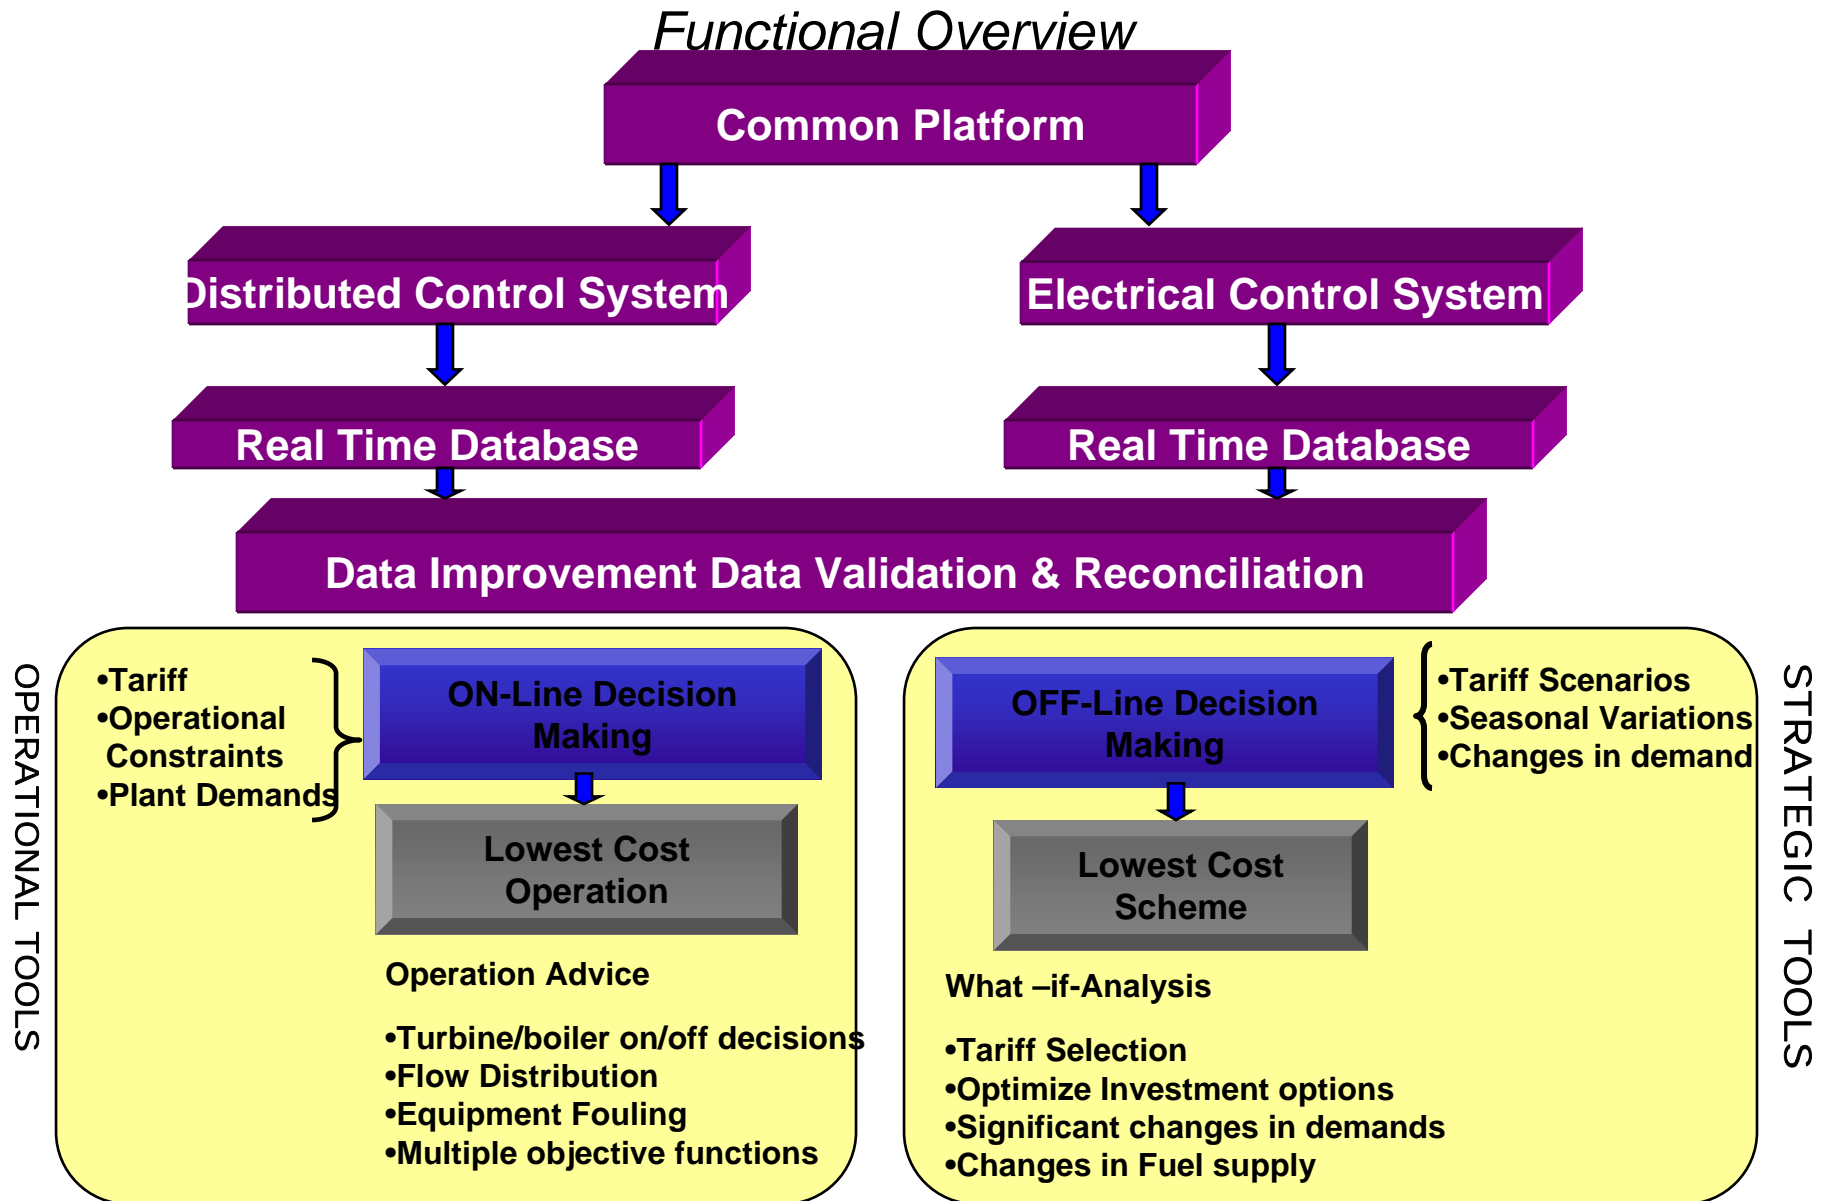 Functional Overview
Common Platform
Distributed Control System
Electrical Control System
Real Time Database
Real Time Database
Data Improvement Data Validation & Reconciliation
OPERATIONAL TOOLS
•Tariff
•Operational
Constraints
•Plant Demands
ON-Line Decision
Making
Lowest Cost
Operation
Operation Advice
•Turbine/boiler on/off decisions
•Flow Distribution
•Equipment Fouling
•Multiple objective functions
OFF-Line Decision
Making
•Tariff Scenarios
•Seasonal Variations
•Changes in demand
Lowest Cost
Scheme
What –if-Analysis
•Tariff Selection
•Optimize Investment options
•Significant changes in demands
•Changes in Fuel supply
STRATEGIC TOOLS